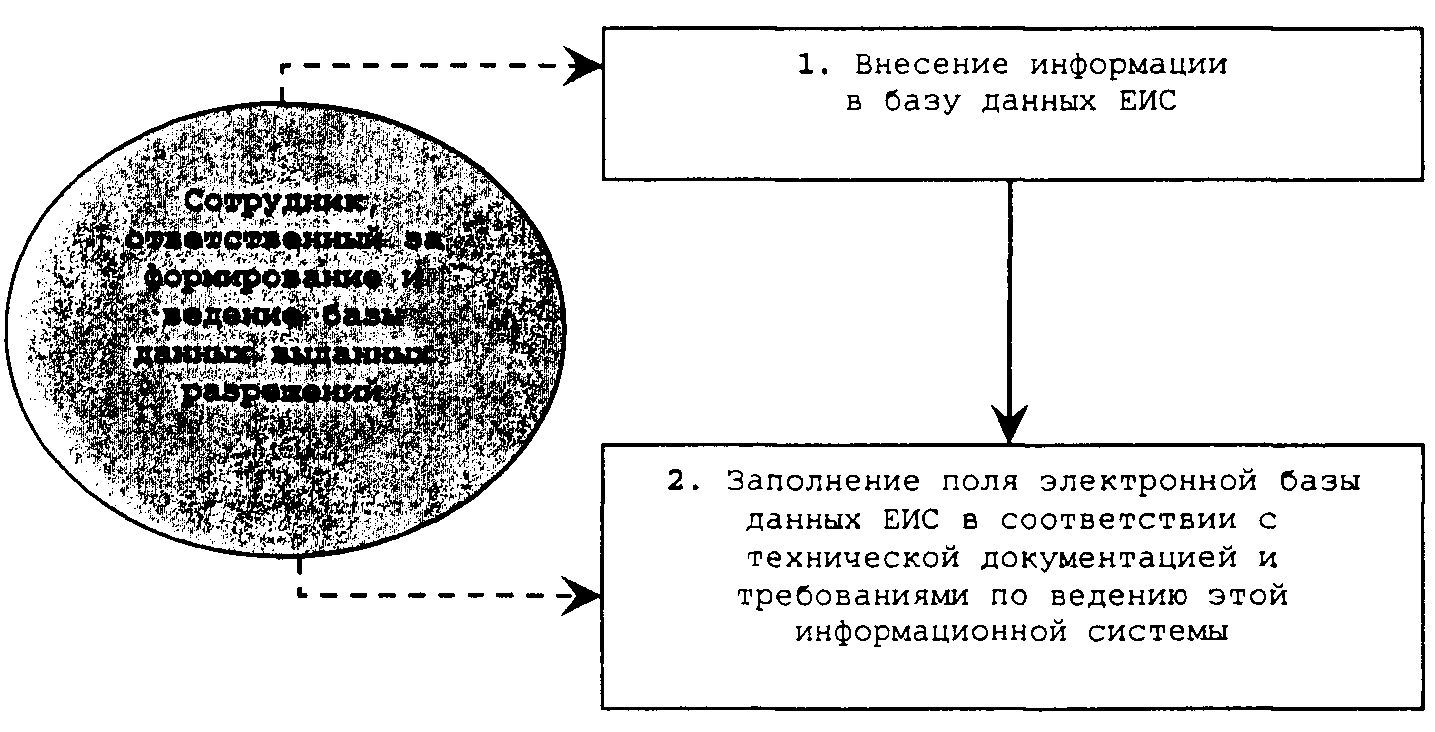 Сотрудник,
ответственный за
формирование и
ведение базы
данных выданных
разрешений
1. Внесение информации
в базу данных ЕИС
2. Заполнение поля электронной базы
данных ЕИС в соответствии с
технической документацией и
требованиями по ведению этой
информационной системы